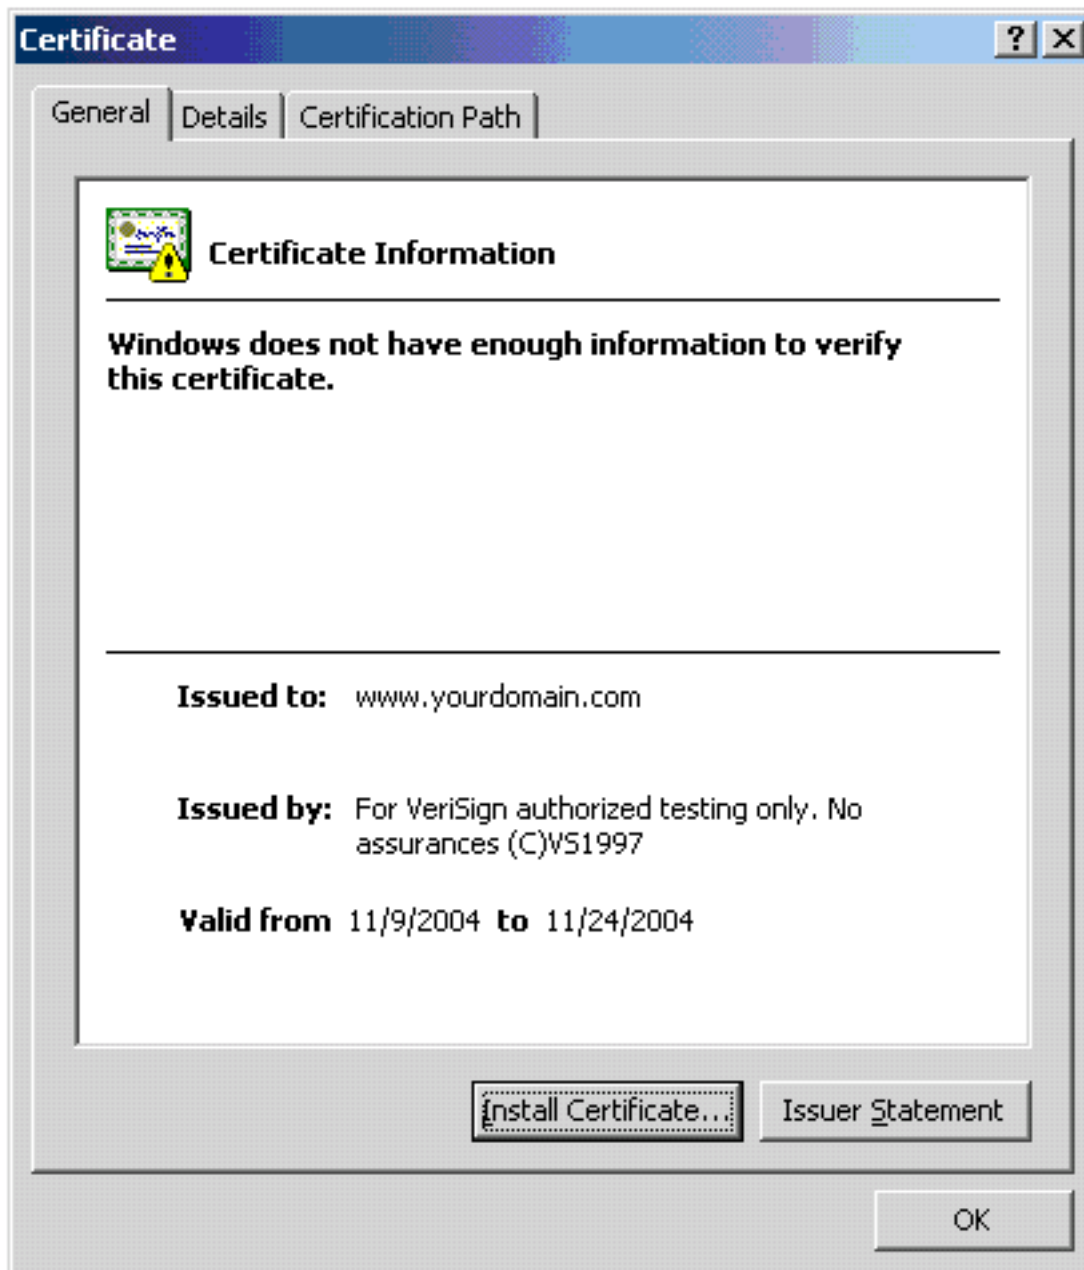 Certificate
General Details Certification Path
Certificate Information
Windows does not have enough information to verify
this certificate.
Issued to: www.yourdomain.com
Issued by: For VeriSign authorized testing only. No
assurances (C)VS1997
Valid from 11/9/2004 to 11/24/2004
Install Certificate... Issuer Statement
OK